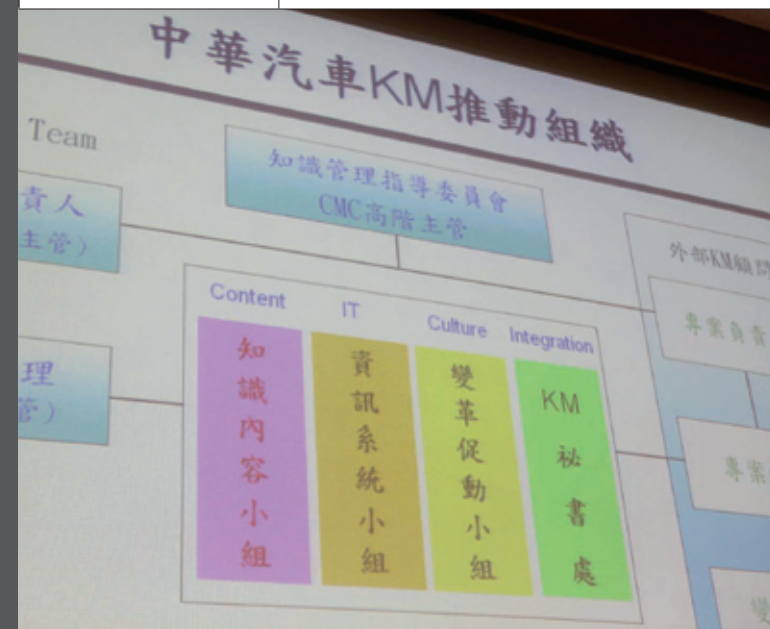 中華汽車KM推動組織
Team
知識管理指導委員會
CMC高階主管
責人
主管)
理
管)
外部KM顧問
專案負責
專案
Content
知識內容小組
IT
資訊系統小組
Culture
變革促動小組
Integration
KM祕書處